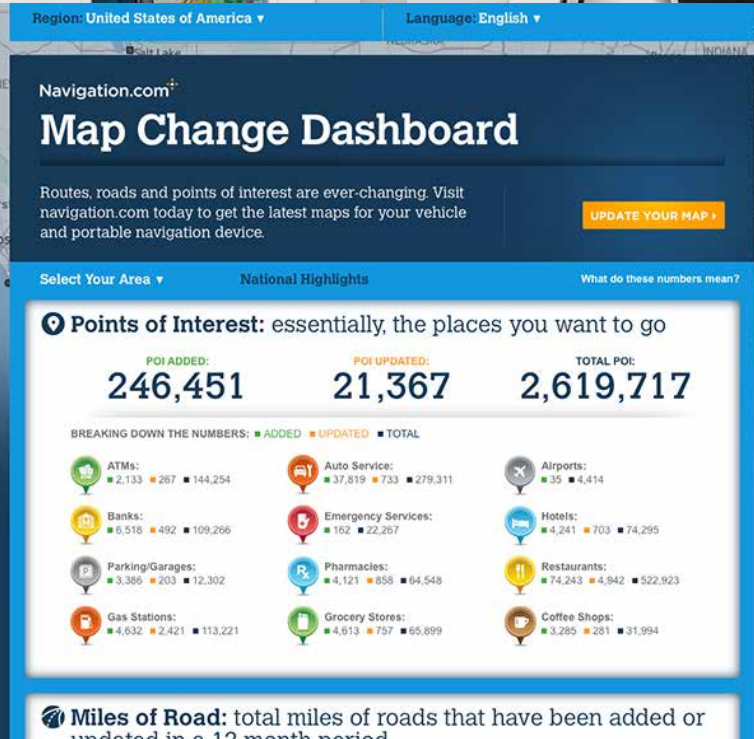 Region: United States of America ▾ Language: English ▾
Salt Lake
INDIANA
Navigation.com
Map Change Dashboard
Routes, roads and points of interest are ever-changing. Visit
navigation.com today to get the latest maps for your vehicle
and portable navigation device.
UPDATE YOUR MAP ›
Select Your Area ▾ National Highlights What do these numbers mean?
Points of Interest: essentially, the places you want to go
POI ADDED: POI UPDATED: TOTAL POI:
246,451 21,367 2,619,717
BREAKING DOWN THE NUMBERS: ■ ADDED ■ UPDATED ■ TOTAL
ATMs: Auto Service: Airports:
■ 2,133 ■ 267 ■ 144,254 ■ 37,819 ■ 733 ■ 279,311 ■ 35 ■ 4,414
Banks: Emergency Services: Hotels:
■ 6,518 ■ 492 ■ 109,266 ■ 162 ■ 22,267 ■ 4,241 ■ 703 ■ 74,295
Parking/Garages: Pharmacies: Restaurants:
■ 3,386 ■ 203 ■ 12,302 ■ 4,121 ■ 858 ■ 64,548 ■ 74,243 ■ 4,942 ■ 522,923
Gas Stations: Grocery Stores: Coffee Shops:
■ 4,632 ■ 2,421 ■ 113,221 ■ 4,613 ■ 757 ■ 65,899 ■ 3,285 ■ 281 ■ 31,994
Miles of Road: total miles of roads that have been added or
updated in a 12 month period